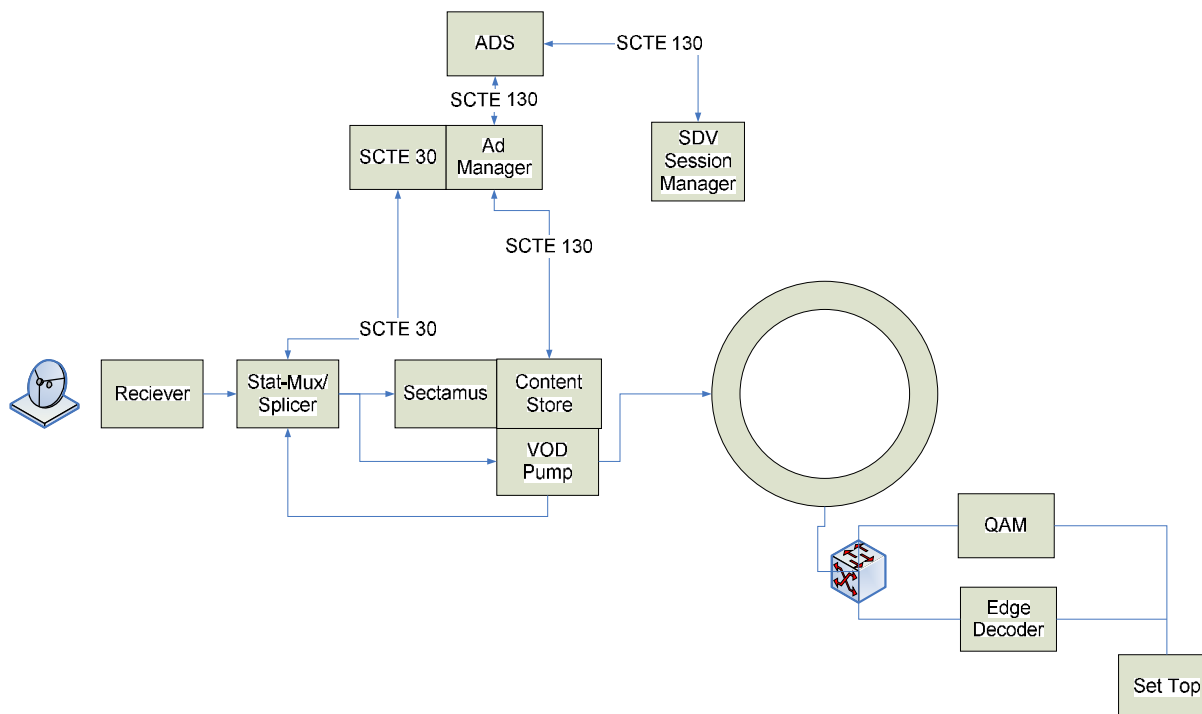 ADS
SCTE 130
SCTE 130
SCTE 30
Ad
Manager
SDV
Session
Manager
SCTE 130
SCTE 30
Reciever
Stat-Mux/
Splicer
Sectamus
Content
Store
VOD
Pump
QAM
Edge
Decoder
Set Top